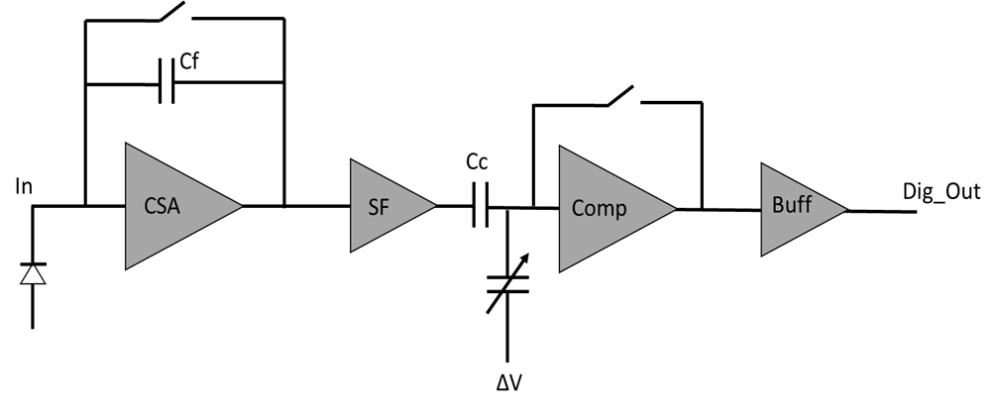 Cf
In
CSA
SF
Cc
Comp
Buff
Dig_Out
ΔV